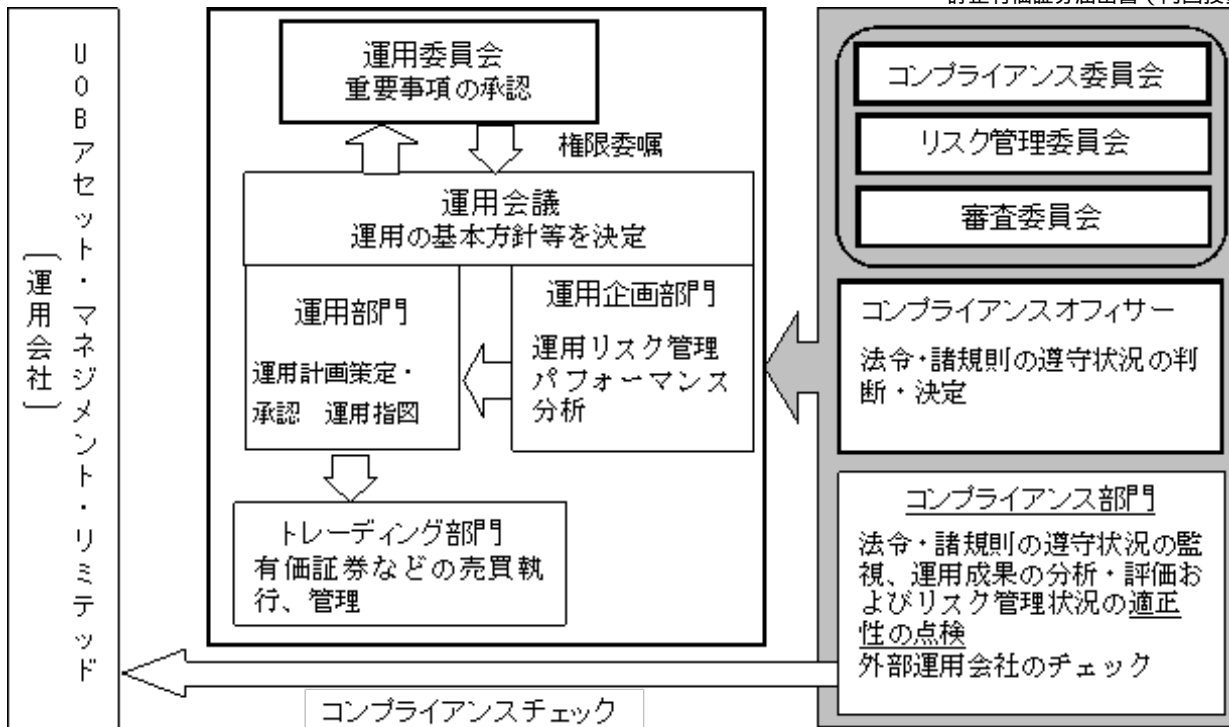 UOBアセット・マネジメント・リミテッド
〔運用会社〕
運用委員会
重要事項の承認
権限委嘱
運用会議
運用の基本方針等を決定
運用部門
運用計画策定・
承認　運用指図
運用企画部門
運用リスク管理
パフォーマンス
分析
トレーディング部門
有価証券などの売買執
行、管理
コンプライアンス委員会
リスク管理委員会
審査委員会
コンプライアンスオフィサー
法令・諸規則の遵守状況の判
断・決定
コンプライアンス部門
法令・諸規則の遵守状況の監
視、運用成果の分析・評価お
よびリスク管理状況の適正
性の点検
外部運用会社のチェック
コンプライアンスチェック